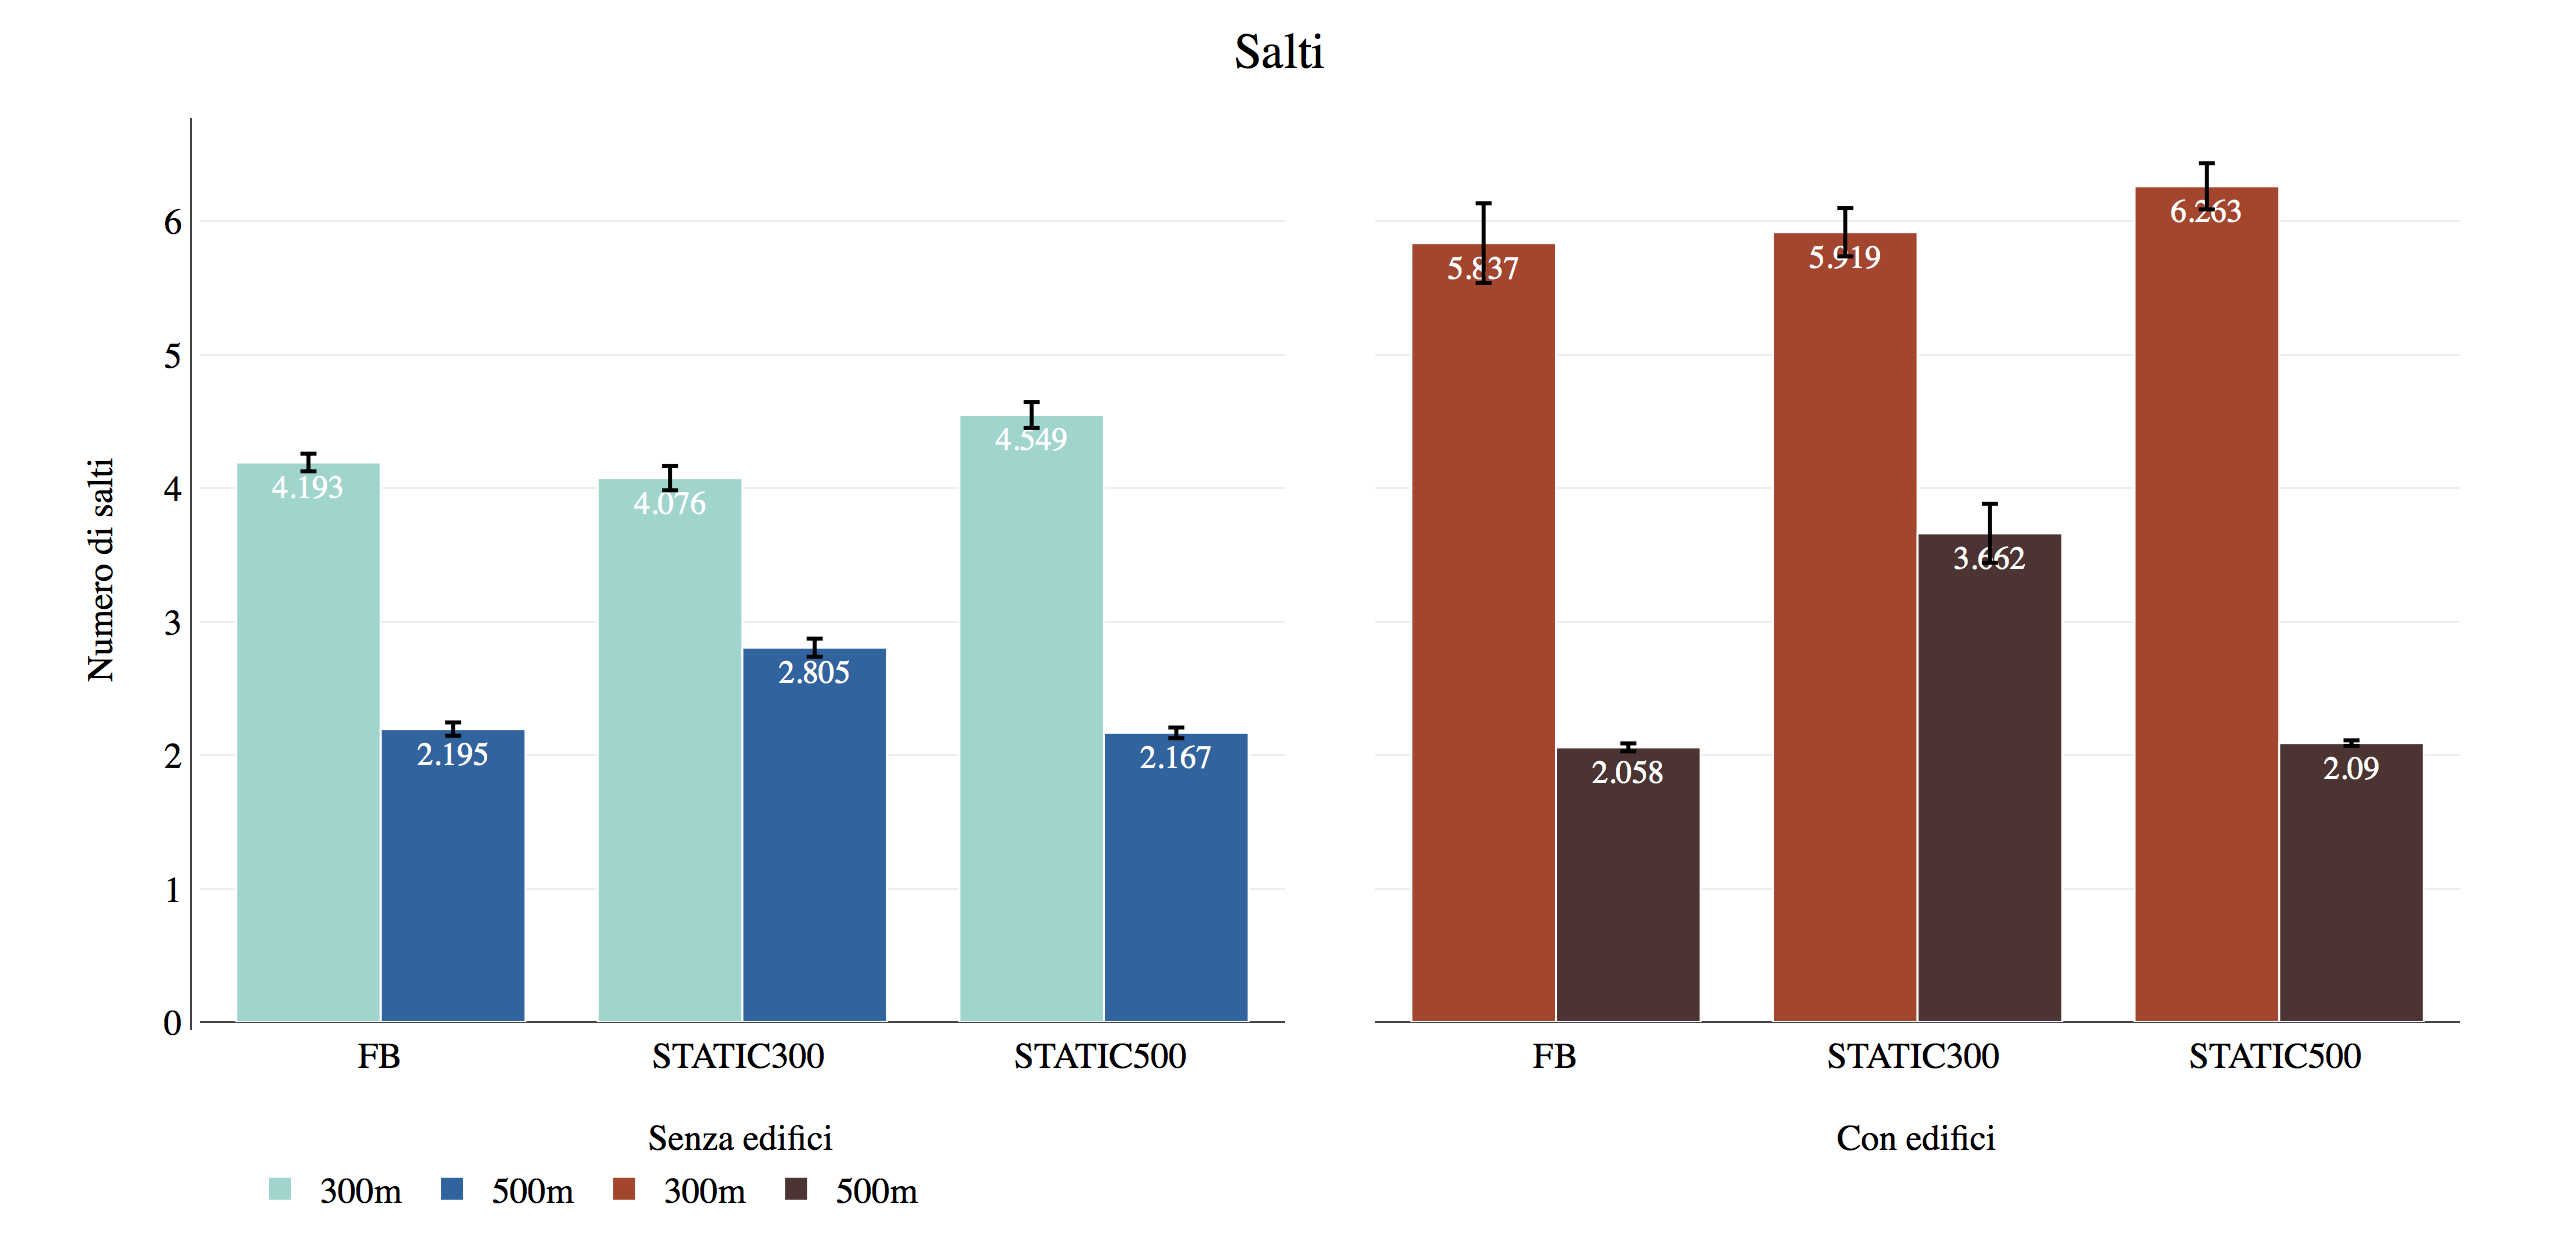 Salti
Numero di salti
6
5
4
3
2
1
0
4.193
2.195
4.076
2.805
4.549
2.167
5.837
2.058
5.919
3.662
6.263
2.09
FB STATIC300 STATIC500
FB STATIC300 STATIC500
Senza edifici
Con edifici
300m 500m 300m 500m